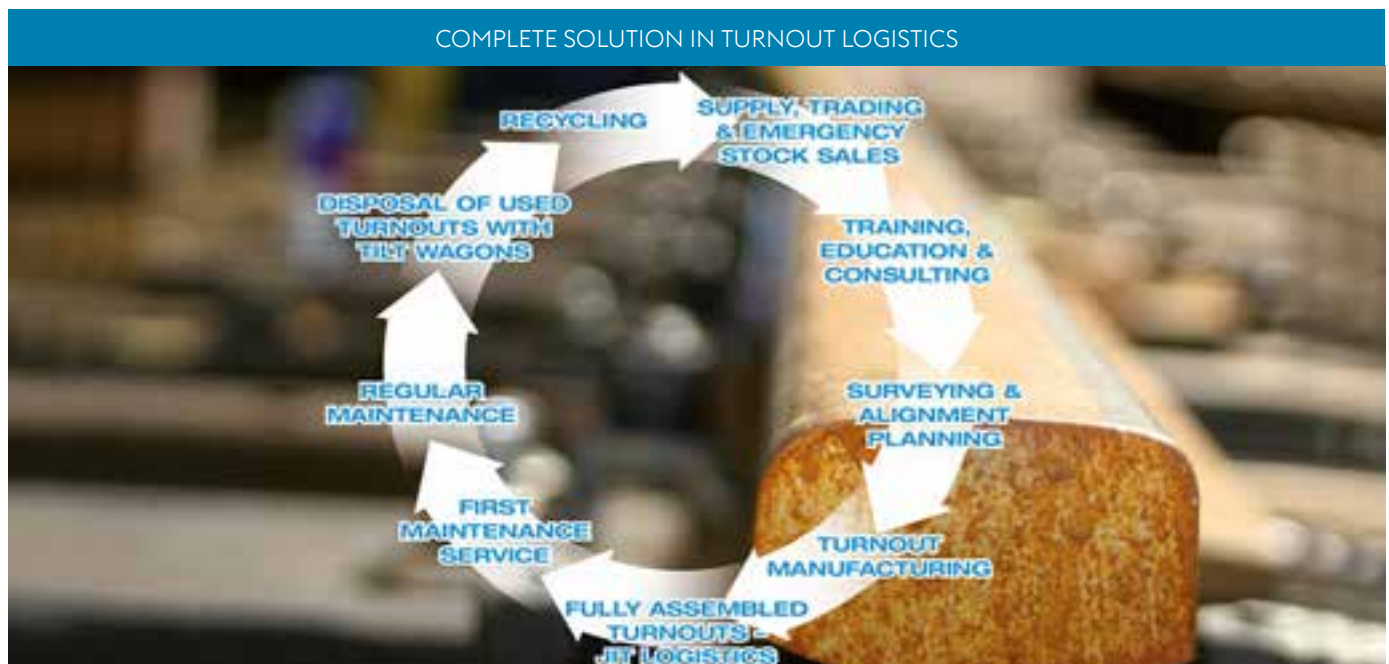 COMPLETE SOLUTION IN TURNOUT LOGISTICS
RECYCLING
SUPPLY, TRADING
& EMERGENCY
STOCK SALES
TRAINING,
EDUCATION &
CONSULTING
SURVEYING &
ALIGNMENT
PLANNING
TURNOUT
MANUFACTURING
FULLY ASSEMBLED
TURNOUTS –
JIT LOGISTICS
FIRST
MAINTENANCE
SERVICE
REGULAR
MAINTENANCE
DISPOSAL OF USED
TURNOUTS WITH
TILT WAGONS